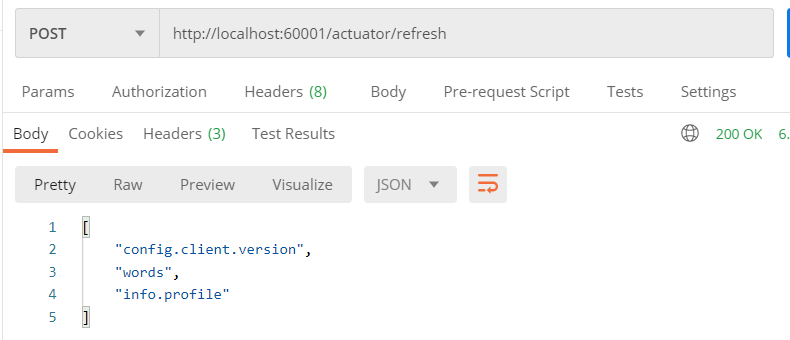 POST http://localhost:60001/actuator/refresh
Params Authorization Headers (8) Body Pre-request Script Tests Settings
Body Cookies Headers (3) Test Results 200 OK 6.
Pretty Raw Preview Visualize JSON
1 [
2 "config.client.version",
3 "words",
4 "info.profile"
5 ]